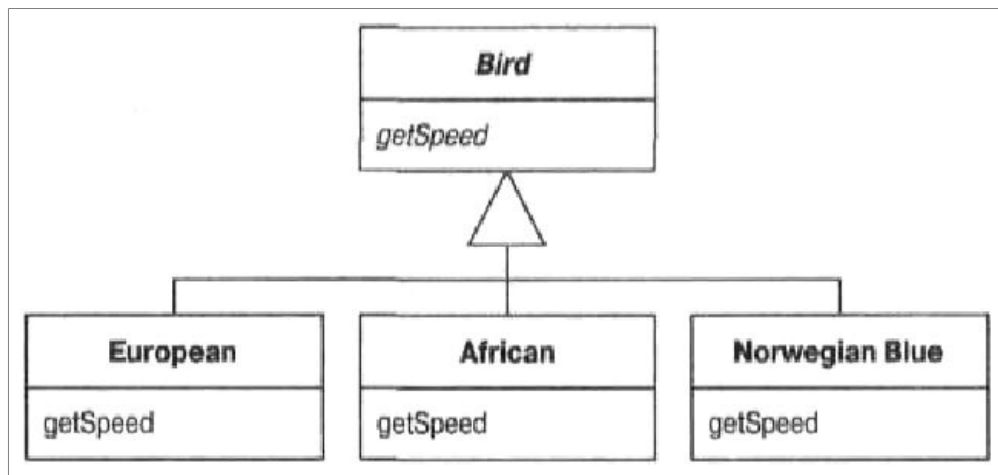 Bird
getSpeed
European
African
Norwegian Blue
getSpeed
getSpeed
getSpeed